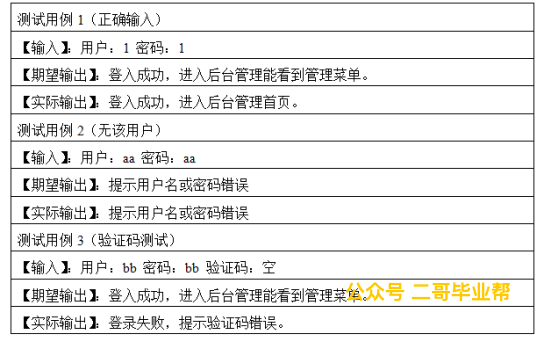 测试用例 1（正确输入）
【输入】：用户：1 密码：1
【期望输出】：登入成功，进入后台管理能看到管理菜单。
【实际输出】：登入成功，进入后台管理首页。
测试用例 2（无该用户）
【输入】：用户：aa 密码：aa
【期望输出】：提示用户名或密码错误
【实际输出】：提示用户名或密码错误
测试用例 3（验证码测试）
【输入】：用户：bb 密码：bb 验证码：空
【期望输出】：登入成功，进入后台管理能看到管理菜单。
公众号 二哥毕业帮
【实际输出】：登录失败，提示验证码错误。